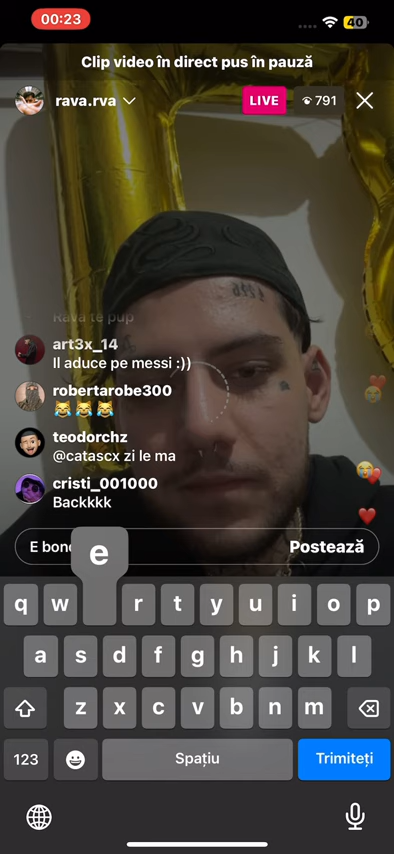 00:23
40
Clip video în direct pus în pauză
rava.rva
LIVE
791
Rava te pup
art3x_14
Il aduce pe messi :))
robertarobe300
😹😹😹
teodorchz
@catascx zi le ma
cristi_001000
Backkkk
E bon
Postează
e
q w r t y u i o p
a s d f g h j k l
z x c v b n m
123 Spațiu Trimiteți